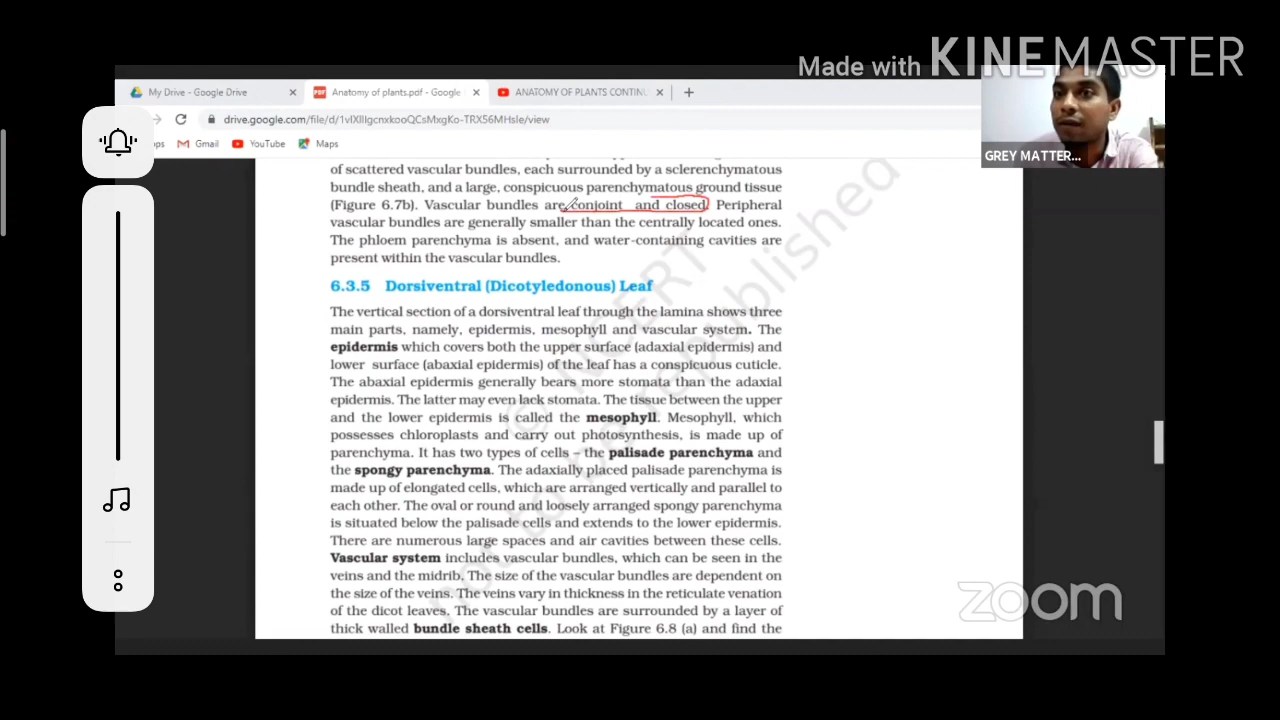 Made with KINEMASTER
My Drive - Google Drive
Anatomy of plants.pdf - Google
ANATOMY OF PLANTS CONTINU
drive.google.com/file/d/1vlXlllgcnxkooQCsMxgKo-TRX56MHsle/view
ps
Gmail
YouTube
Maps
GREY MATTER...
of scattered vascular bundles, each surrounded by a sclerenchymatous
bundle sheath, and a large, conspicuous parenchymatous ground tissue
(Figure 6.7b). Vascular bundles are conjoint and closed. Peripheral
vascular bundles are generally smaller than the centrally located ones.
The phloem parenchyma is absent, and water-containing cavities are
present within the vascular bundles.
6.3.5 Dorsiventral (Dicotyledonous) Leaf
The vertical section of a dorsiventral leaf through the lamina shows three
main parts, namely, epidermis, mesophyll and vascular system. The
epidermis which covers both the upper surface (adaxial epidermis) and
lower surface (abaxial epidermis) of the leaf has a conspicuous cuticle.
The abaxial epidermis generally bears more stomata than the adaxial
epidermis. The latter may even lack stomata. The tissue between the upper
and the lower epidermis is called the mesophyll. Mesophyll, which
possesses chloroplasts and carry out photosynthesis, is made up of
parenchyma. It has two types of cells – the palisade parenchyma and
the spongy parenchyma. The adaxially placed palisade parenchyma is
made up of elongated cells, which are arranged vertically and parallel to
each other. The oval or round and loosely arranged spongy parenchyma
is situated below the palisade cells and extends to the lower epidermis.
There are numerous large spaces and air cavities between these cells.
Vascular system includes vascular bundles, which can be seen in the
veins and the midrib. The size of the vascular bundles are dependent on
the size of the veins. The veins vary in thickness in the reticulate venation
of the dicot leaves. The vascular bundles are surrounded by a layer of
thick walled bundle sheath cells. Look at Figure 6.8 (a) and find the
© NCERT
not to be republished
zoom